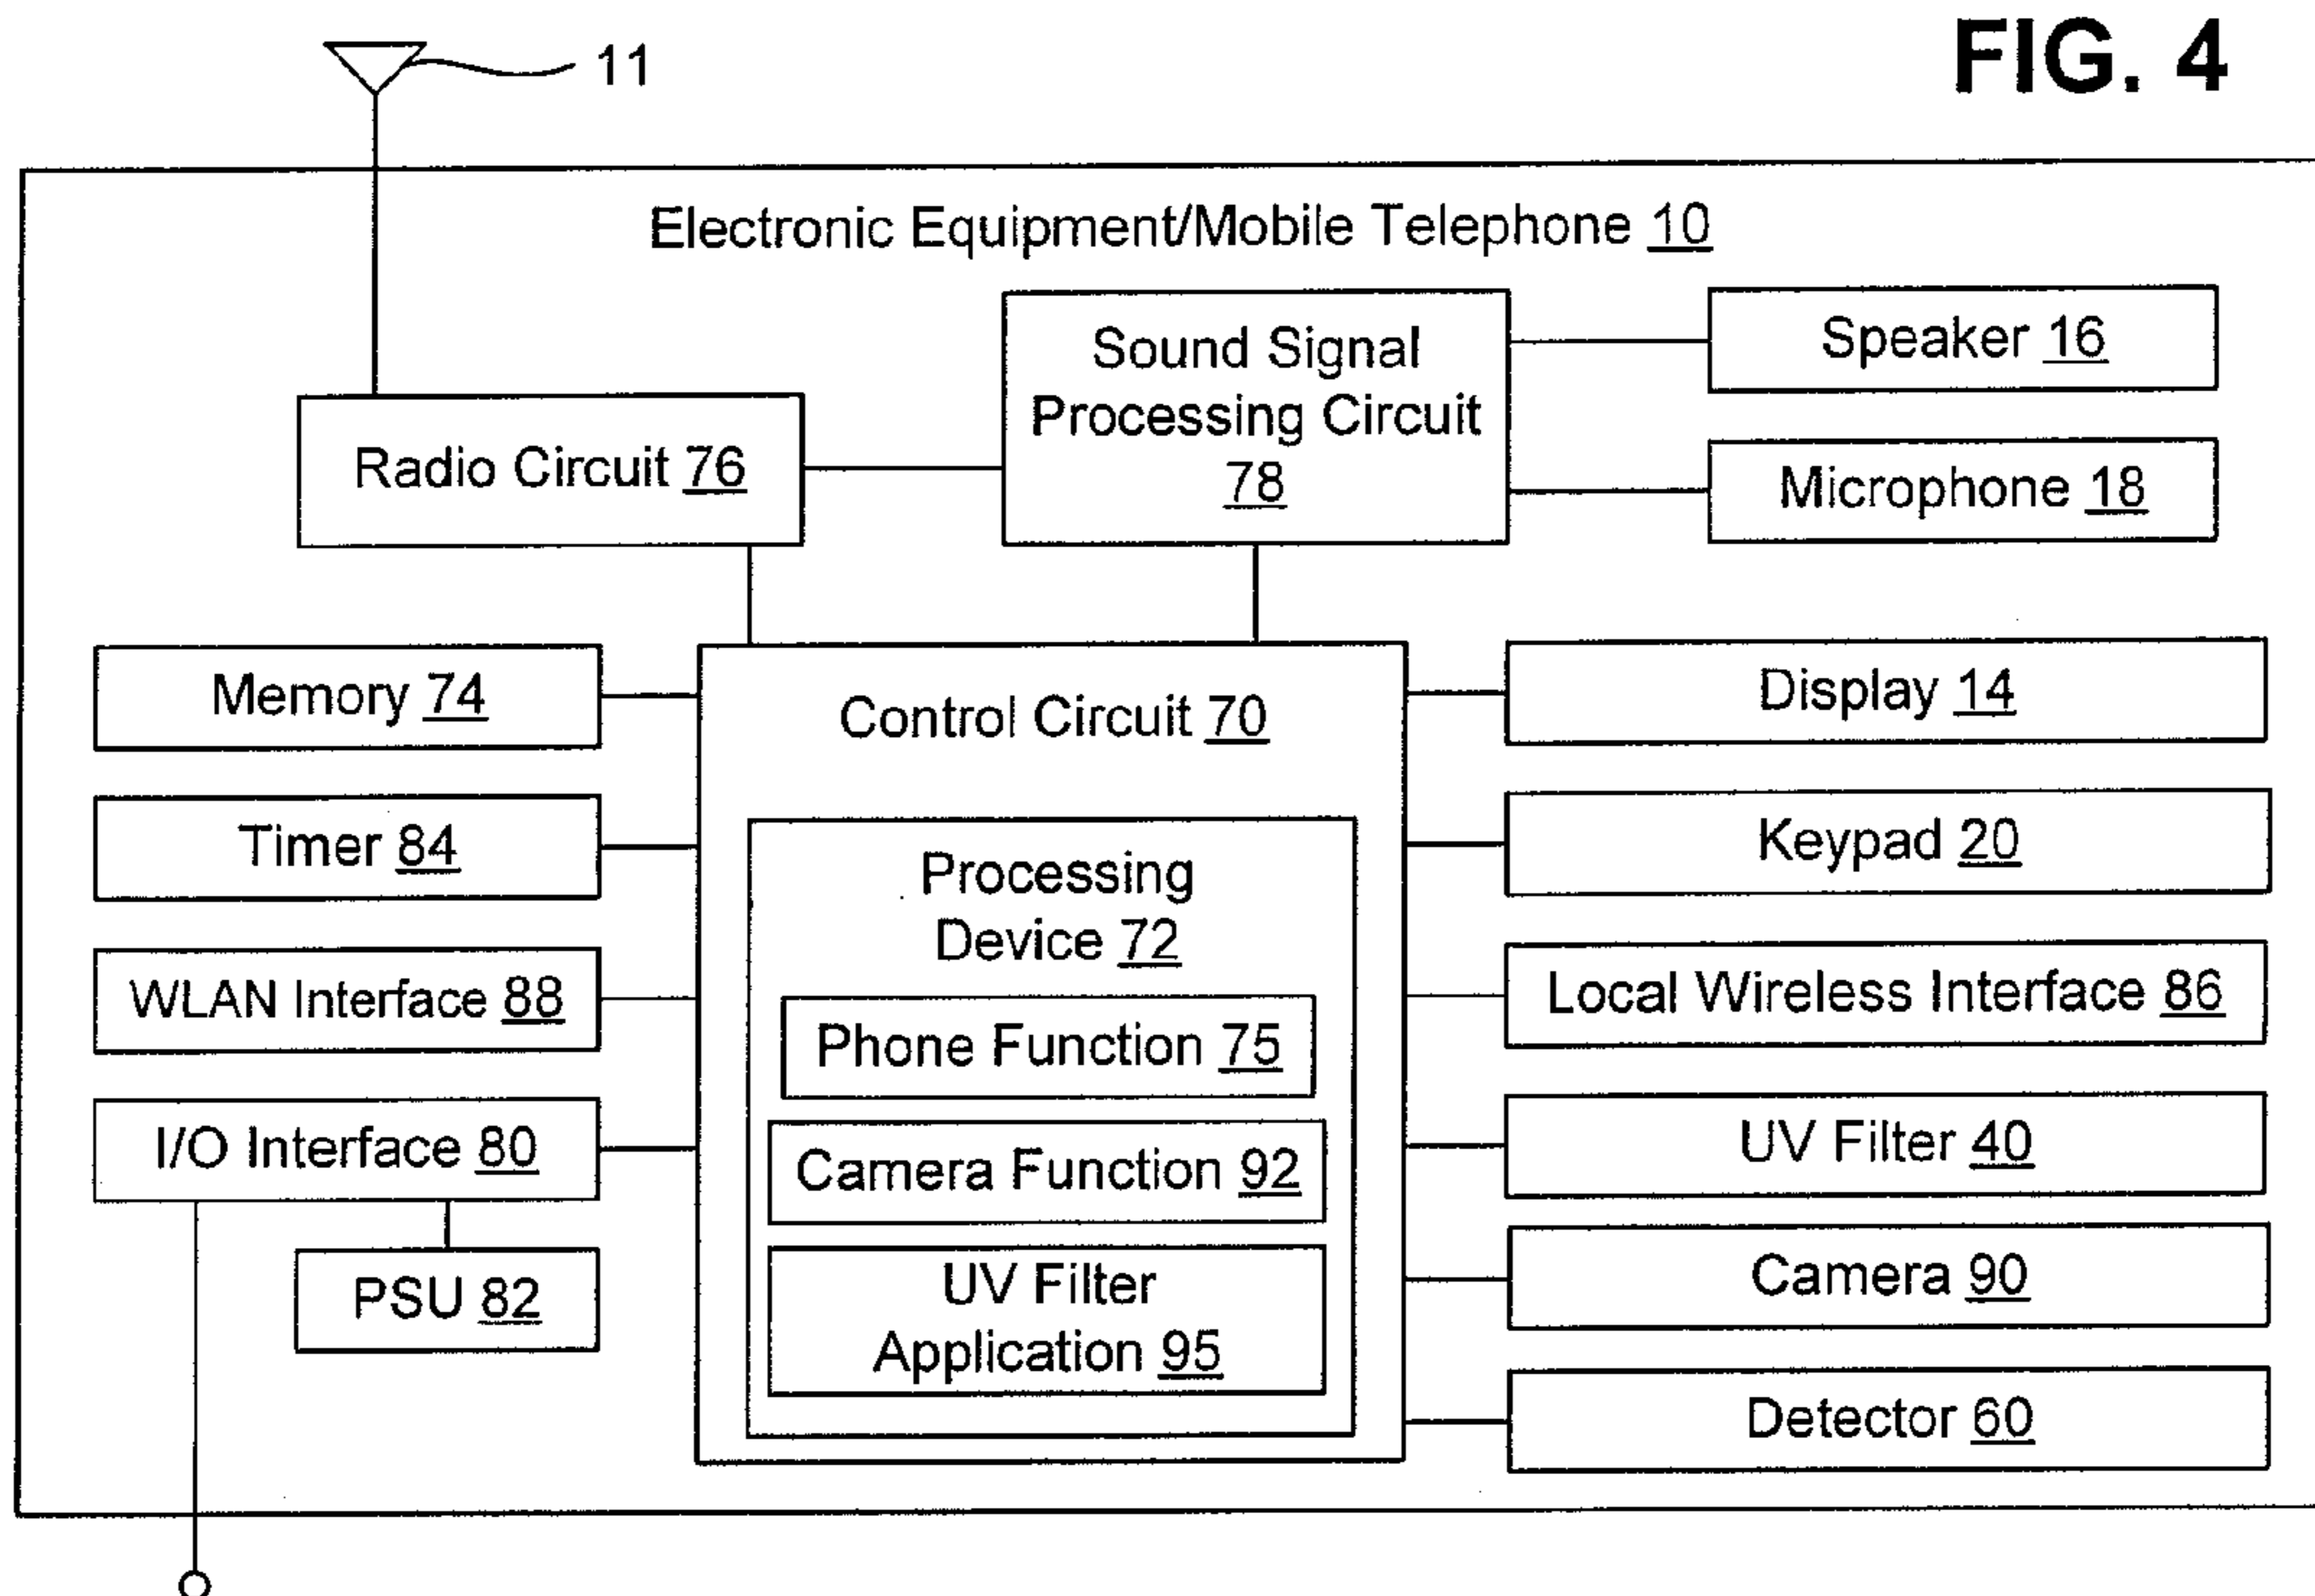 FIG. 4
11
Electronic Equipment/Mobile Telephone 10
Sound Signal
Processing Circuit
78
Speaker 16
Radio Circuit 76
Microphone 18
Memory 74
Control Circuit 70
Display 14
Timer 84
Processing
Device 72
Keypad 20
WLAN Interface 88
Phone Function 75
Local Wireless Interface 86
I/O Interface 80
Camera Function 92
UV Filter 40
PSU 82
UV Filter
Application 95
Camera 90
Detector 60